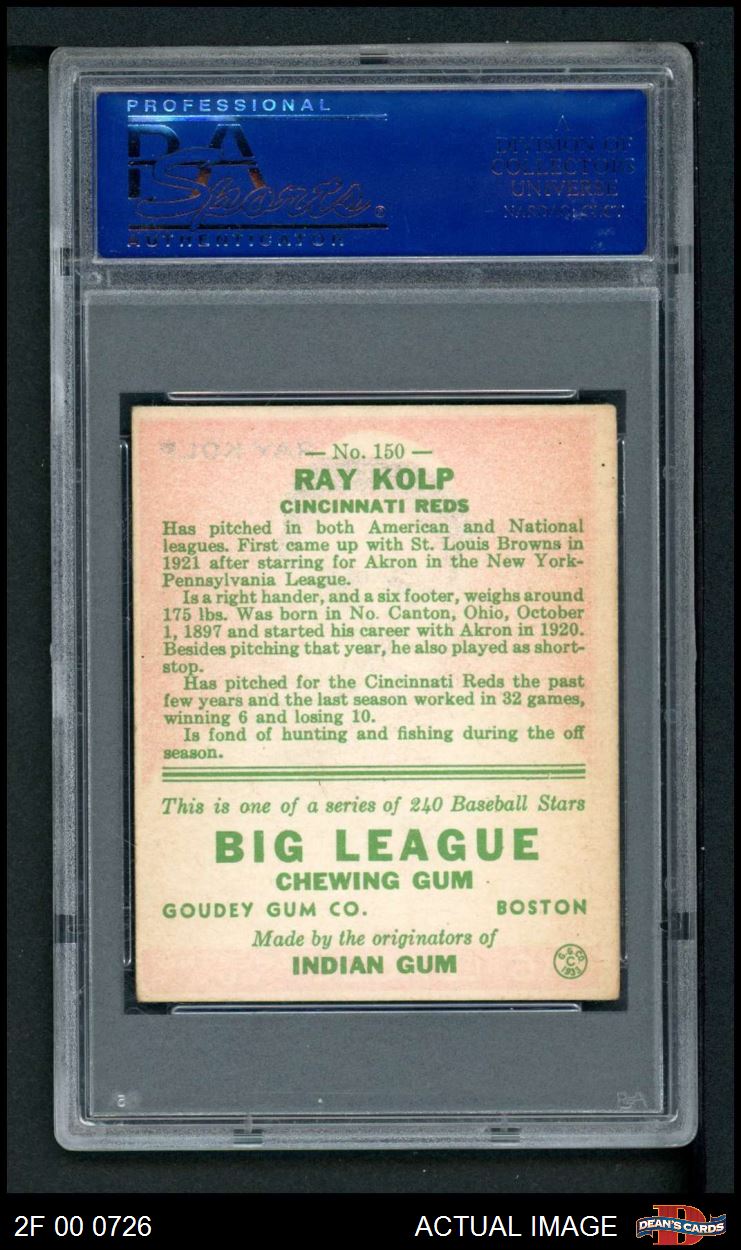 PROFESSIONAL
PSA
Sports
AUTHENTICATOR
A
DIVISION OF
COLLECTORS
UNIVERSE
— No. 150 —
RAY KOLP
CINCINNATI REDS
Has pitched in both American and National
leagues. First came up with St. Louis Browns in
1921 after starring for Akron in the New York-
Pennsylvania League.
Is a right hander, and a six footer, weighs around
175 lbs. Was born in No. Canton, Ohio, October
1, 1897 and started his career with Akron in 1920.
Besides pitching that year, he also played as short-
stop.
Has pitched for the Cincinnati Reds the past
few years and the last season worked in 32 games,
winning 6 and losing 10.
Is fond of hunting and fishing during the off
season.
This is one of a series of 240 Baseball Stars
BIG LEAGUE
CHEWING GUM
GOUDEY GUM CO. BOSTON
Made by the originators of
INDIAN GUM
G.G.CO.
C
1933
PSA
2F 00 0726 ACTUAL IMAGE DEAN'S CARDS